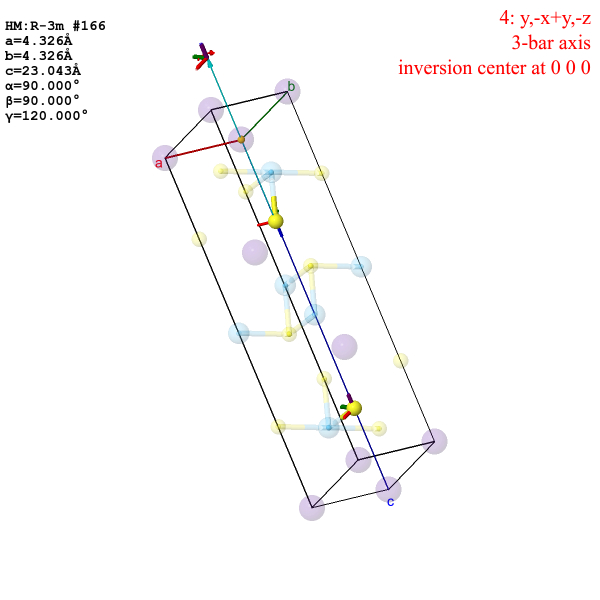 HM:R-3m #166
a=4.326Å
b=4.326Å
c=23.043Å
α=90.000°
β=90.000°
γ=120.000°
4: y,-x+y,-z
3-bar axis
inversion center at 0 0 0
b
a
c